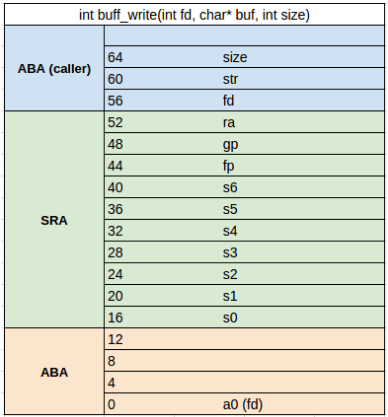 int buff_write(int fd, char* buf, int size)
ABA (caller)
64 size
60 str
56 fd
SRA
52 ra
48 gp
44 fp
40 s6
36 s5
32 s4
28 s3
24 s2
20 s1
16 s0
ABA
12
8
4
0 a0 (fd)